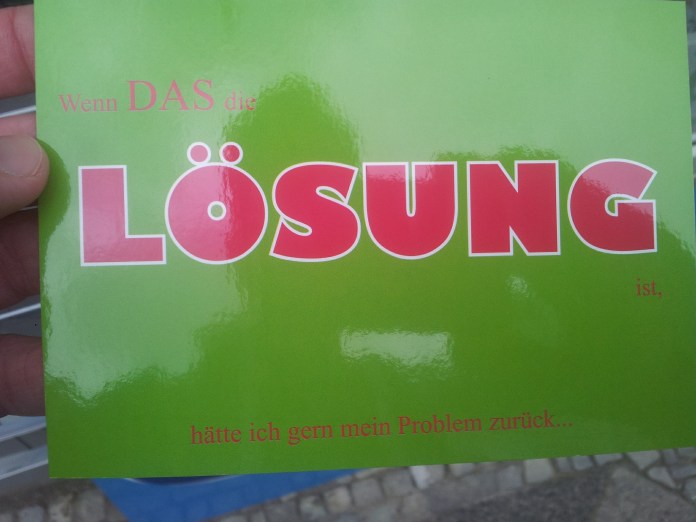 Wenn DAS die
LÖSUNG
ist,
hätte ich gern mein Problem zurück...